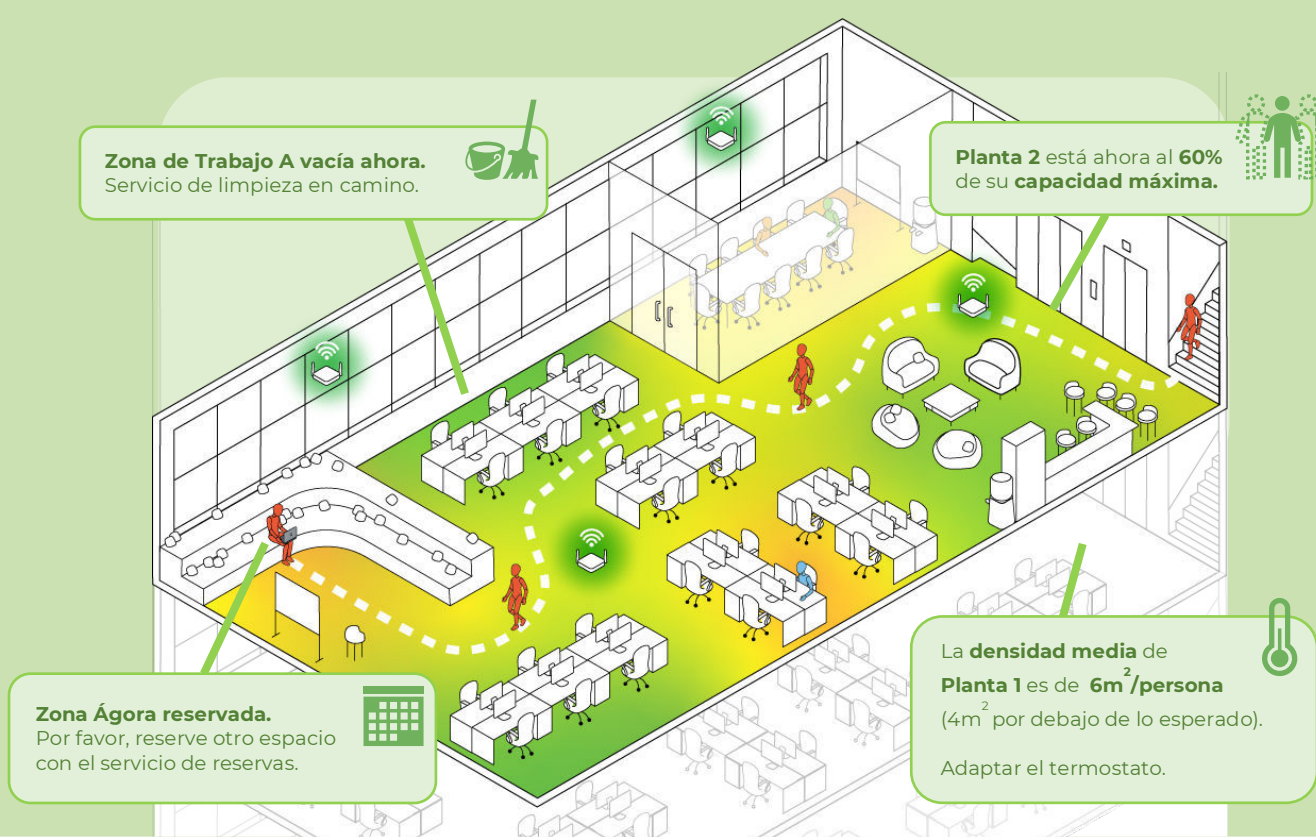 Zona de Trabajo A vacía ahora.
Servicio de limpieza en camino.
Planta 2 está ahora al 60%
de su capacidad máxima.
Zona Ágora reservada.
Por favor, reserve otro espacio
con el servicio de reservas.
La densidad media de
Planta 1 es de 6m²/persona
(4m² por debajo de lo esperado).
Adaptar el termostato.